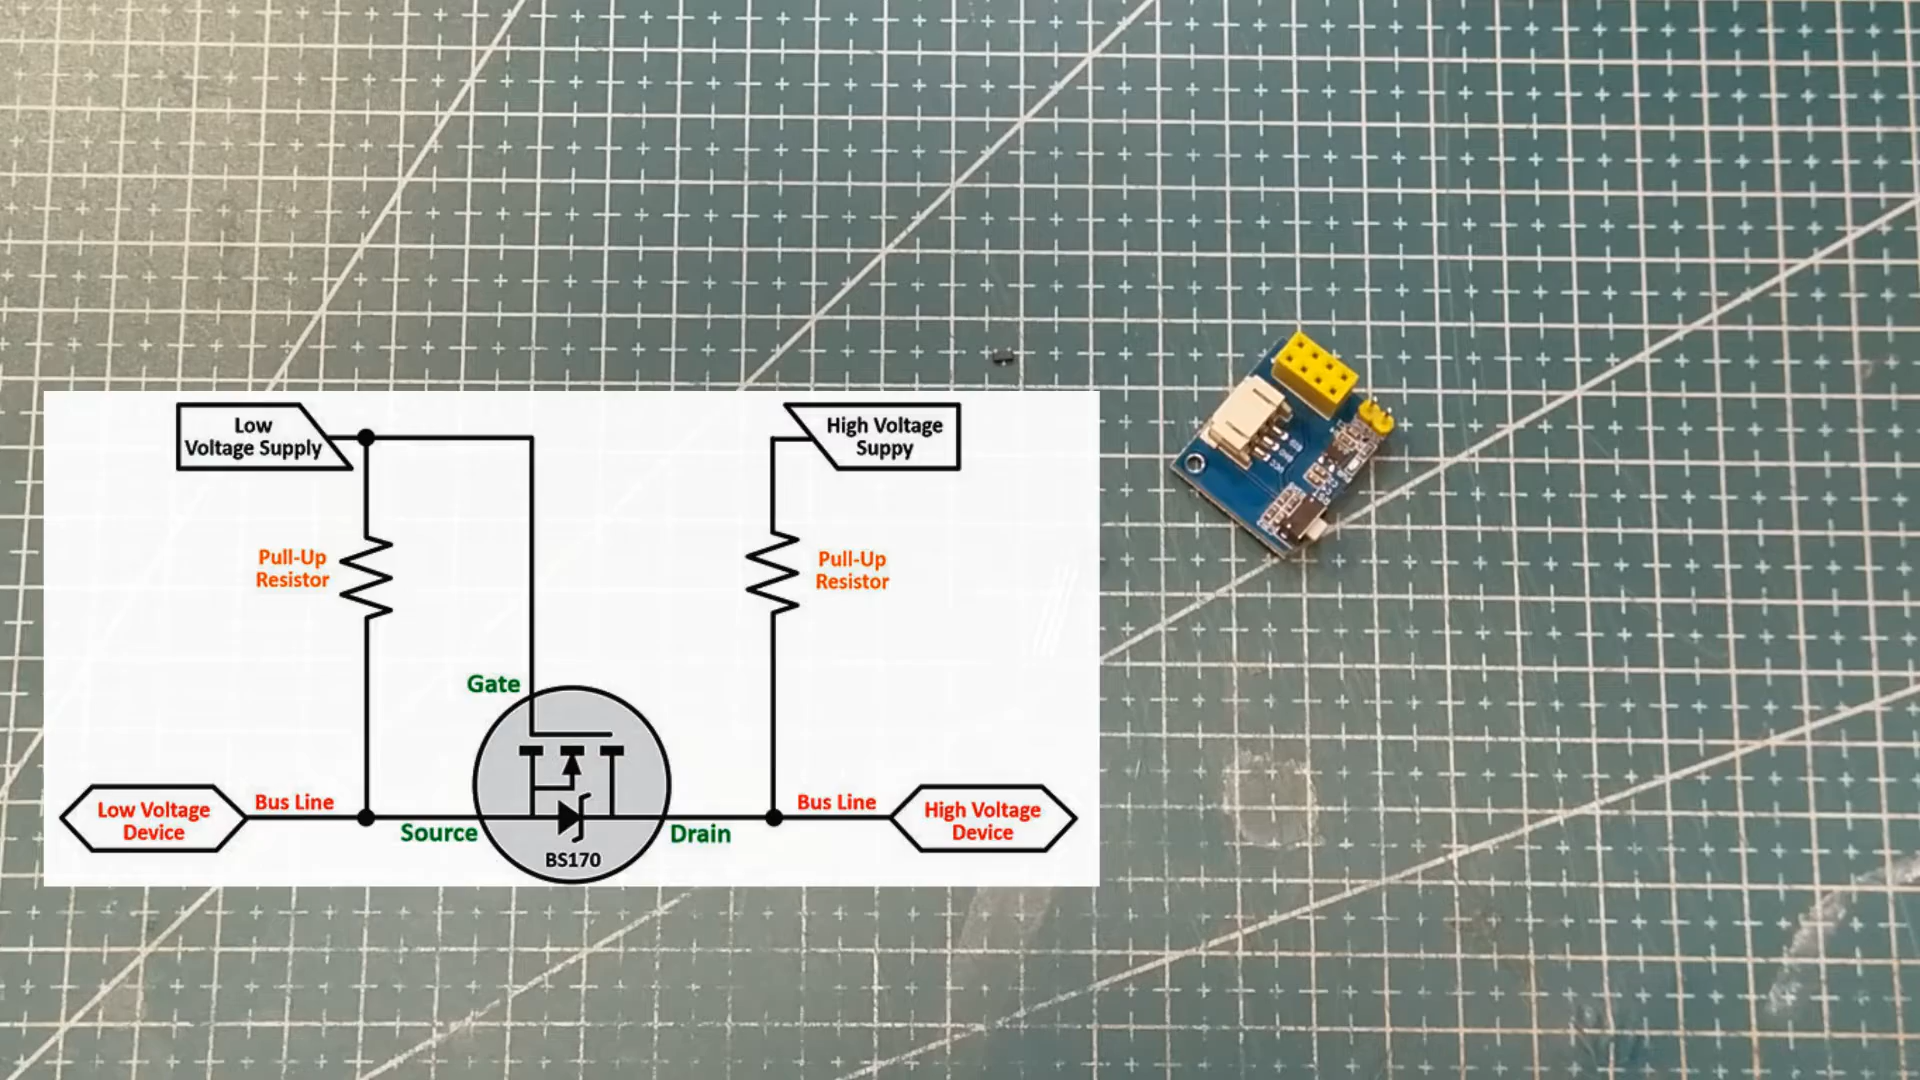 Low
Voltage Supply
High Voltage
Suppy
Pull-Up
Resistor
Pull-Up
Resistor
Gate
Low Voltage
Device
Bus Line
Source
BS170
Drain
Bus Line
High Voltage
Device